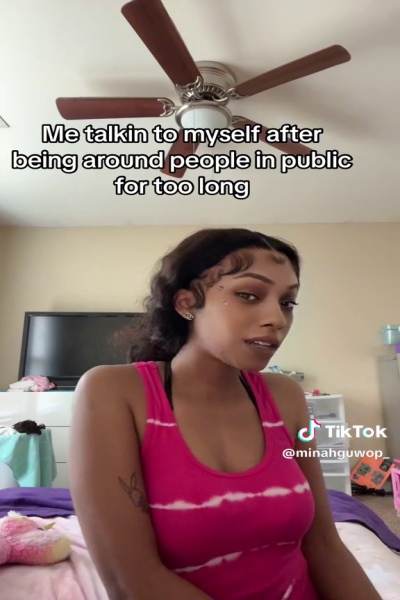 Me talkin to myself after
being around people in public
for too long
TikTok
@minahguwop_